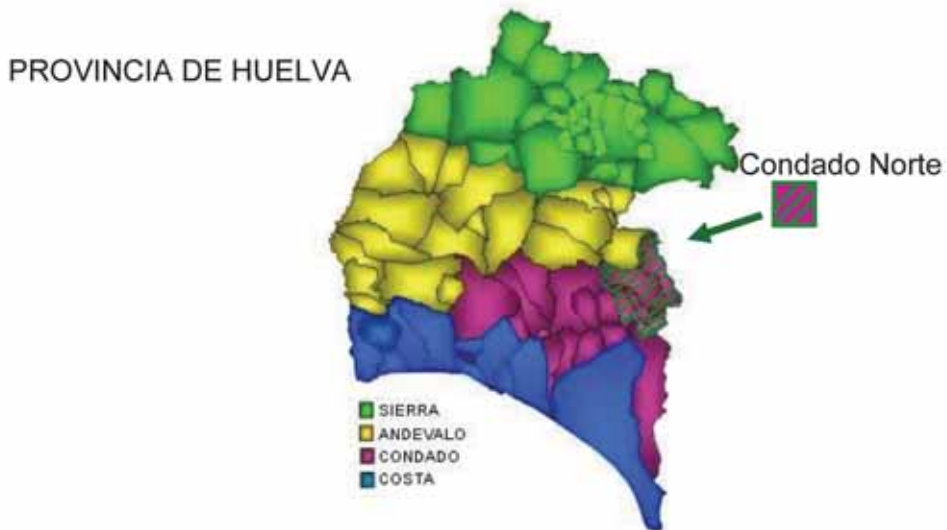 PROVINCIA DE HUELVA
Condado Norte
SIERRA
ANDEVALO
CONDADO
COSTA